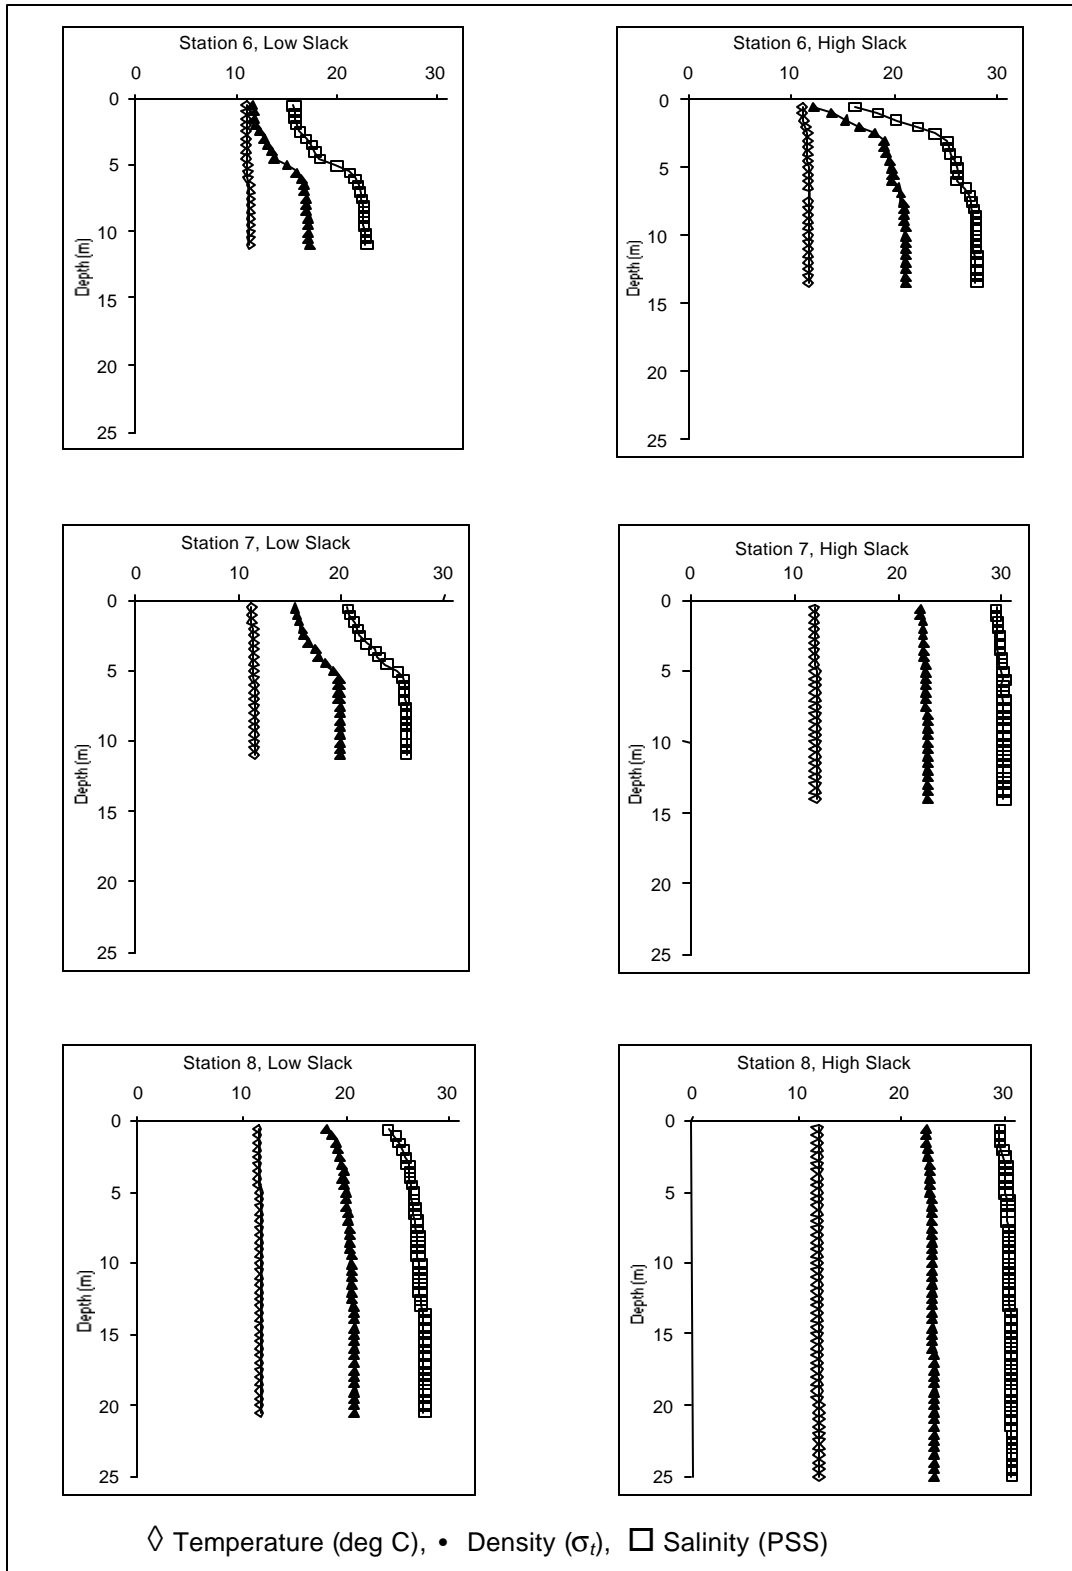 Station 6, Low Slack
0 10 20 30
0
5
10
15
20
25
Depth (m)
Station 6, High Slack
0 10 20 30
0
5
10
15
20
25
Depth (m)
Station 7, Low Slack
0 10 20 30
0
5
10
15
20
25
Depth (m)
Station 7, High Slack
0 10 20 30
0
5
10
15
20
25
Depth (m)
Station 8, Low Slack
0 10 20 30
0
5
10
15
20
25
Depth (m)
Station 8, High Slack
0 10 20 30
0
5
10
15
20
25
Depth (m)
◊ Temperature (deg C), • Density (σt), □ Salinity (PSS)